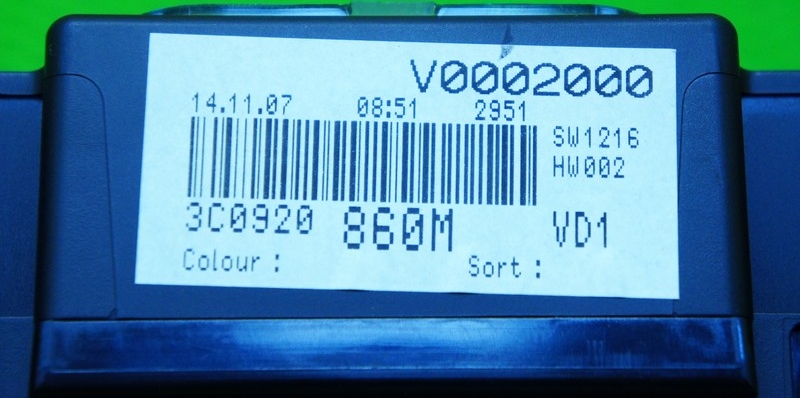 V0002000
14.11.07 08:51 2951
SW1216
HW002
3C0920 860M VD1
Colour : Sort :